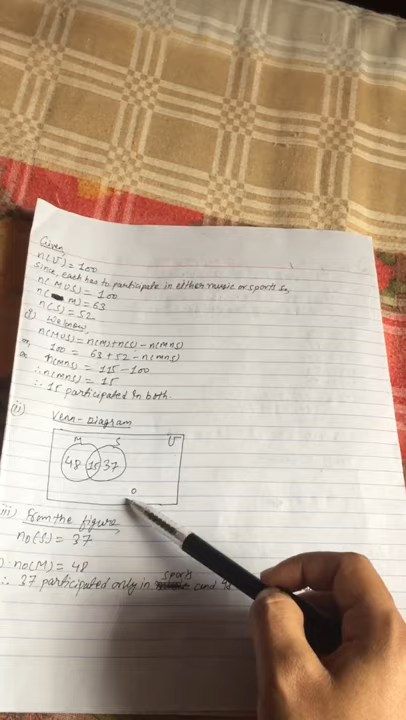 Given,
n(U) = 100
Since, each has to participate in either music or sports so,
n(MUS) = 100
n(M) = 63
n(S) = 52
(i) We know,
n(MUS) = n(M) + n(S) - n(M∩S)
or, 100 = 63 + 52 - n(M∩S)
or n(M∩S) = 115 - 100
∴ n(M∩S) = 15
∴ 15 participated in both.
(ii) Venn-Diagram
M S U
48 15 37
0
iii) From the figure
no(S) = 37
no(M) = 48
∴ 37 participated only in sports and